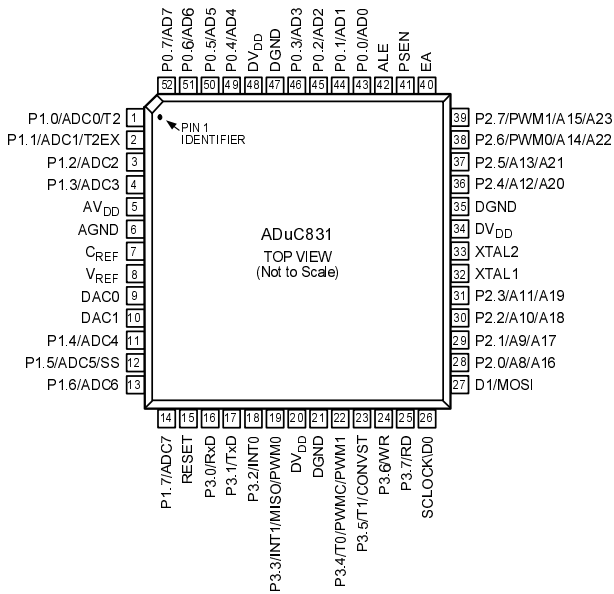 P0.7/AD7
P0.6/AD6
P0.5/AD5
P0.4/AD4
DVDD
DGND
P0.3/AD3
P0.2/AD2
P0.1/AD1
P0.0/AD0
ALE
PSEN
EA
52
51
50
49
48
47
46
45
44
43
42
41
40
P1.0/ADC0/T2 1
P1.1/ADC1/T2EX 2
P1.2/ADC2 3
P1.3/ADC3 4
AVDD 5
AGND 6
CREF 7
VREF 8
DAC0 9
DAC1 10
P1.4/ADC4 11
P1.5/ADC5/SS 12
P1.6/ADC6 13
PIN 1
IDENTIFIER
ADuC831
TOP VIEW
(Not to Scale)
39 P2.7/PWM1/A15/A23
38 P2.6/PWM0/A14/A22
37 P2.5/A13/A21
36 P2.4/A12/A20
35 DGND
34 DVDD
33 XTAL2
32 XTAL1
31 P2.3/A11/A19
30 P2.2/A10/A18
29 P2.1/A9/A17
28 P2.0/A8/A16
27 D1/MOSI
14
15
16
17
18
19
20
21
22
23
24
25
26
P1.7/ADC7
RESET
P3.0/RxD
P3.1/TxD
P3.2/INT0
P3.3/INT1/MISO/PWM0
DVDD
DGND
P3.4/T0/PWMC/PWM1
P3.5/T1/CONVST
P3.6/WR
P3.7/RD
SCLOCK\D0